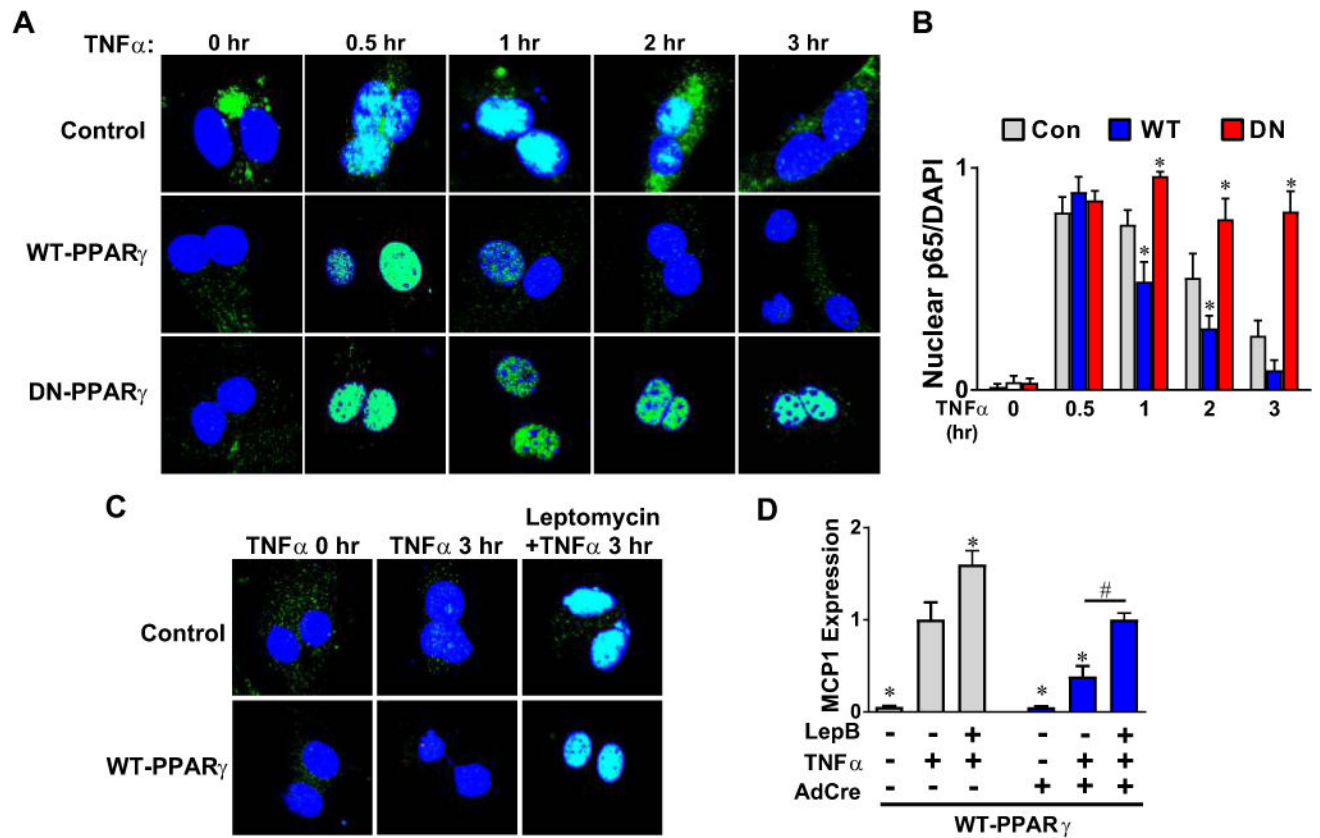 A
TNFα: 0 hr 0.5 hr 1 hr 2 hr 3 hr
Control
WT-PPARγ
DN-PPARγ
B
Con WT DN
Nuclear p65/DAPI
1
0
* * * * *
TNFα (hr) 0 0.5 1 2 3
C
TNFα 0 hr TNFα 3 hr Leptomycin +TNFα 3 hr
Control
WT-PPARγ
D
MCP1 Expression
2
1
0
* * * * #
LepB - - + - - +
TNFα - + + - + +
AdCre - - - + + +
WT-PPARγ